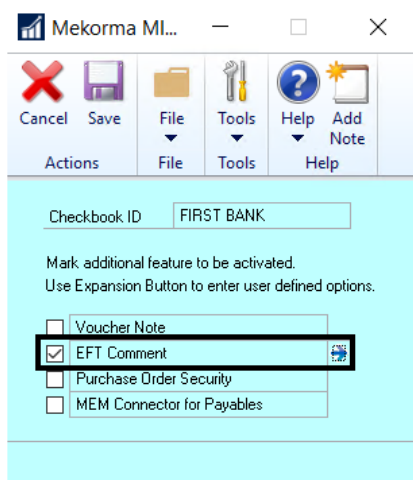 Mekorma MI...
Cancel Save File Tools Help Add Note
Actions File Tools Help
Checkbook ID FIRST BANK
Mark additional feature to be activated.
Use Expansion Button to enter user defined options.
Voucher Note
EFT Comment
Purchase Order Security
MEM Connector for Payables